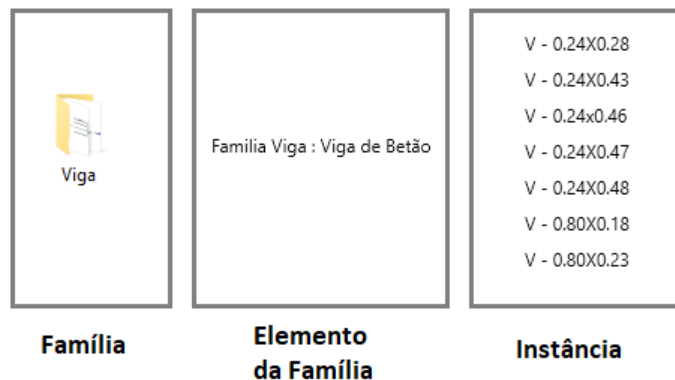 Viga
Familia Viga : Viga de Betão
V - 0.24X0.28
V - 0.24X0.43
V - 0.24x0.46
V - 0.24X0.47
V - 0.24X0.48
V - 0.80X0.18
V - 0.80X0.23
Família
Elemento
da Família
Instância